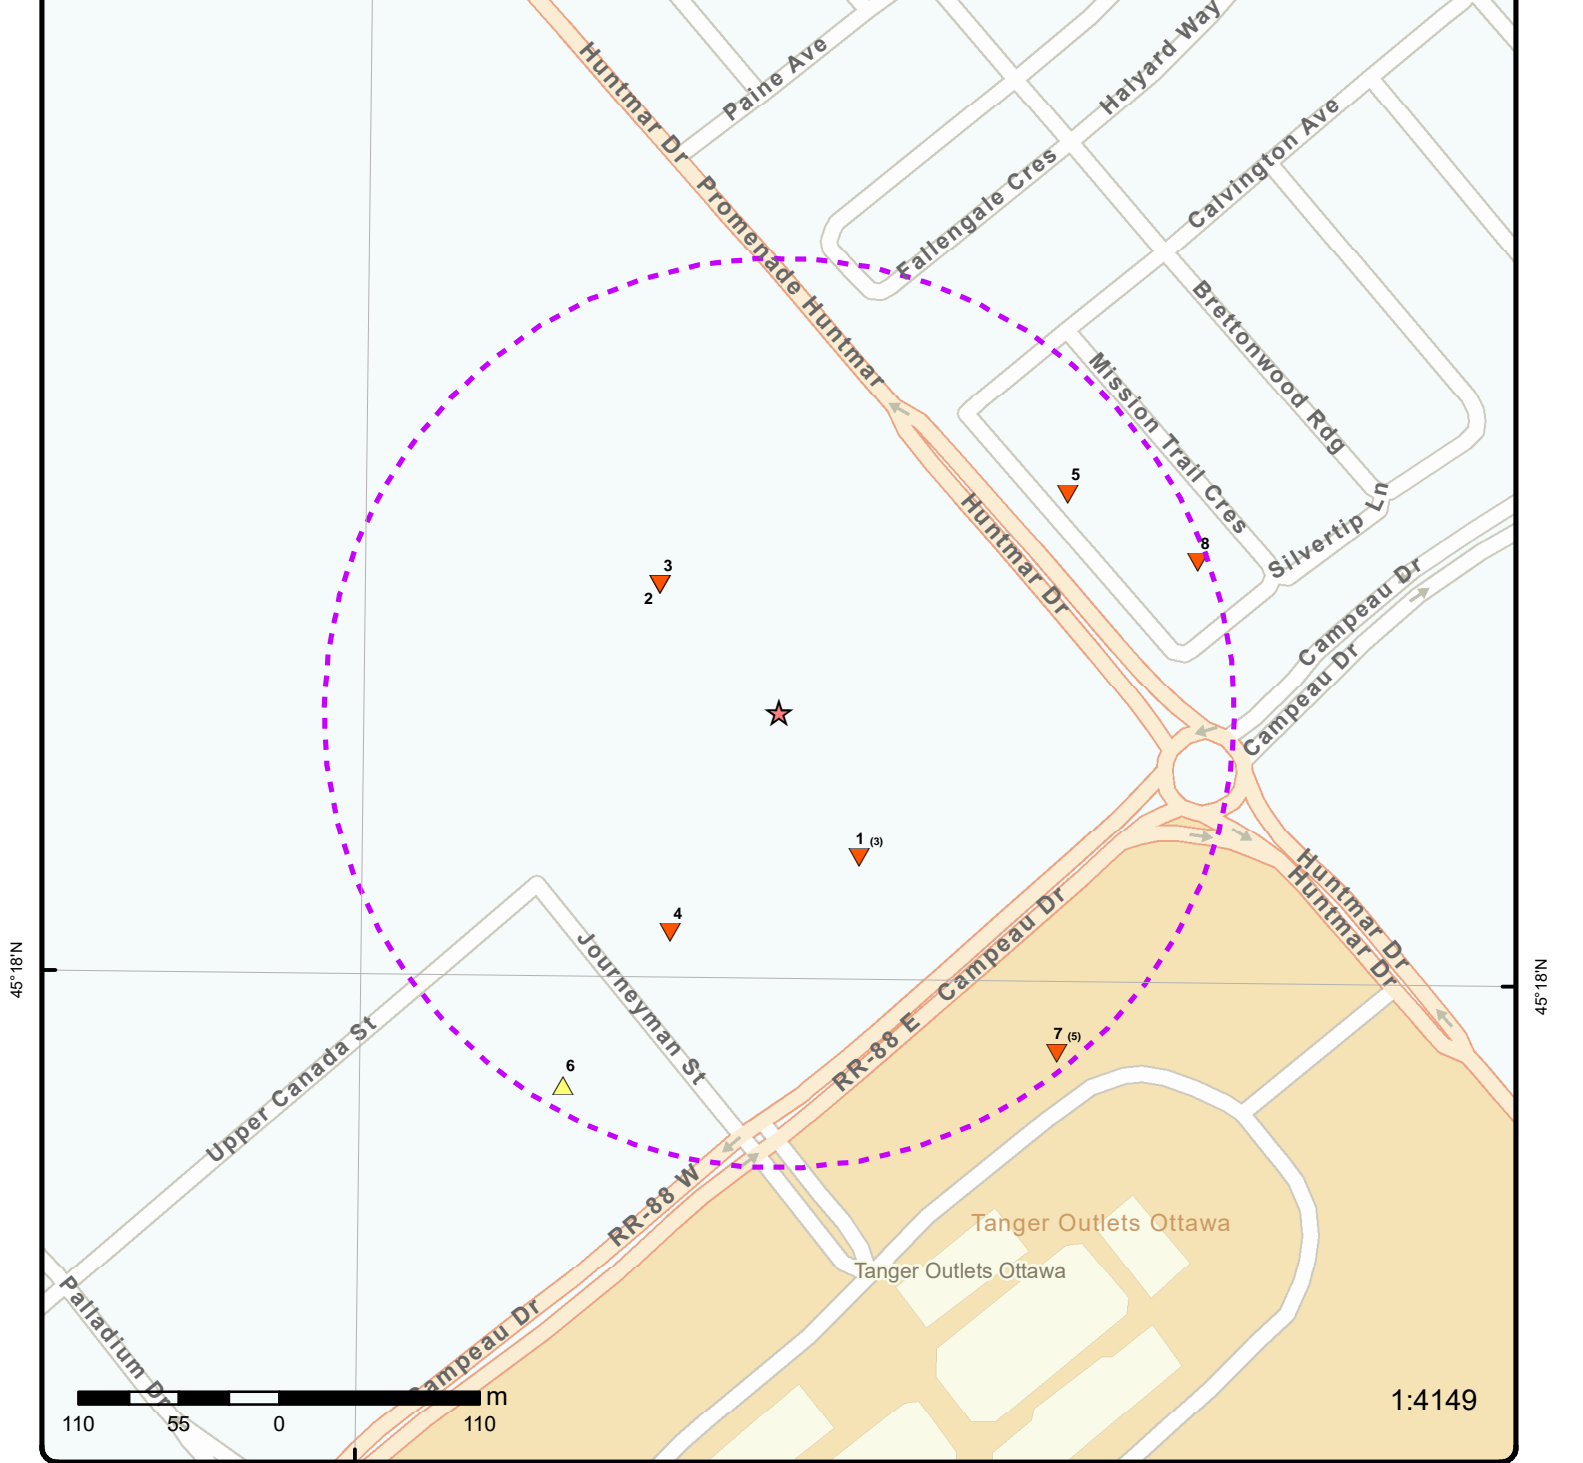 Huntmar Dr
Paine Ave
Halyard Way
Calvington Ave
Fallengale Cres
Promenade Huntmar
Brettonwood Rdg
Mission Trail Cres
5
Silvertip Ln
8
Huntmar Dr
3
2
Campeau Dr
Campeau Dr
1 (3)
4
Huntmar Dr
Huntmar Dr
Campeau Dr
45°18'N
45°18'N
Journeyman St
RR-88 E
7 (5)
6
Upper Canada St
RR-88 W
Tanger Outlets Ottawa
Tanger Outlets Ottawa
Palladium Dr
Campeau Dr
m
110 55 0 110
1:4149